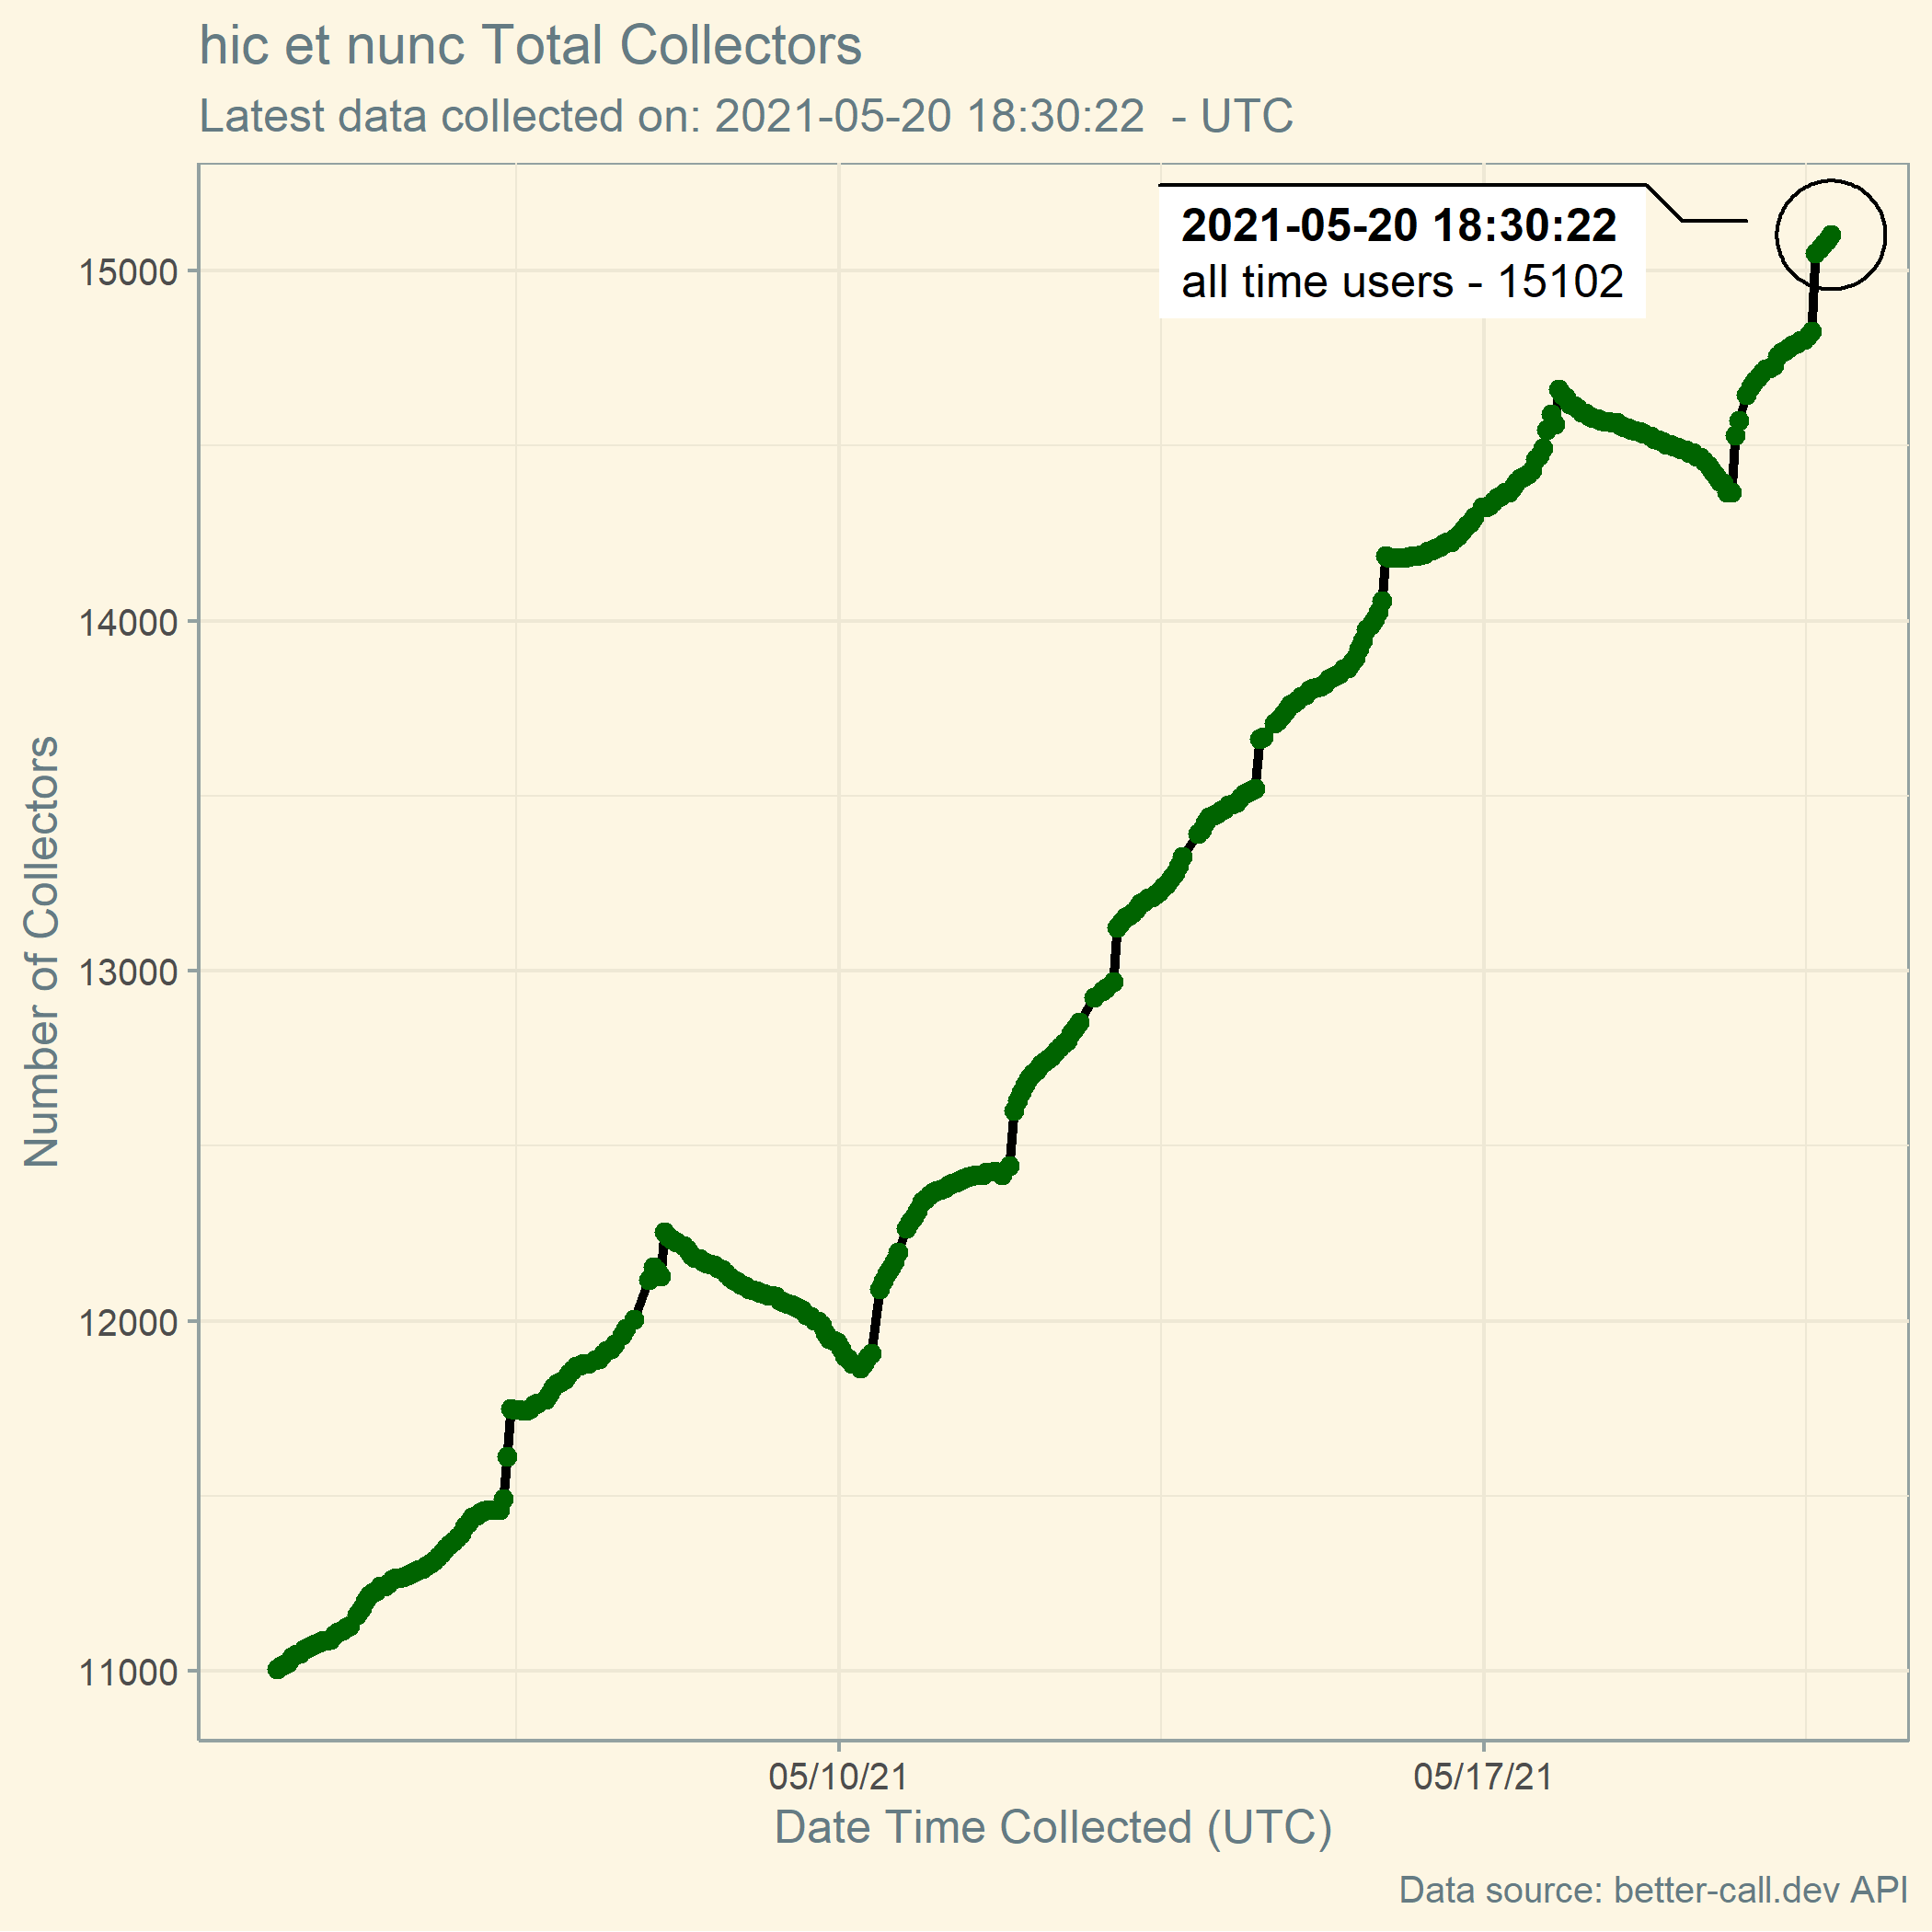 hic et nunc Total Collectors
Latest data collected on: 2021-05-20 18:30:22  - UTC
2021-05-20 18:30:22
all time users - 15102
Number of Collectors
15000
14000
13000
12000
11000
05/10/21
05/17/21
Date Time Collected (UTC)
Data source: better-call.dev API